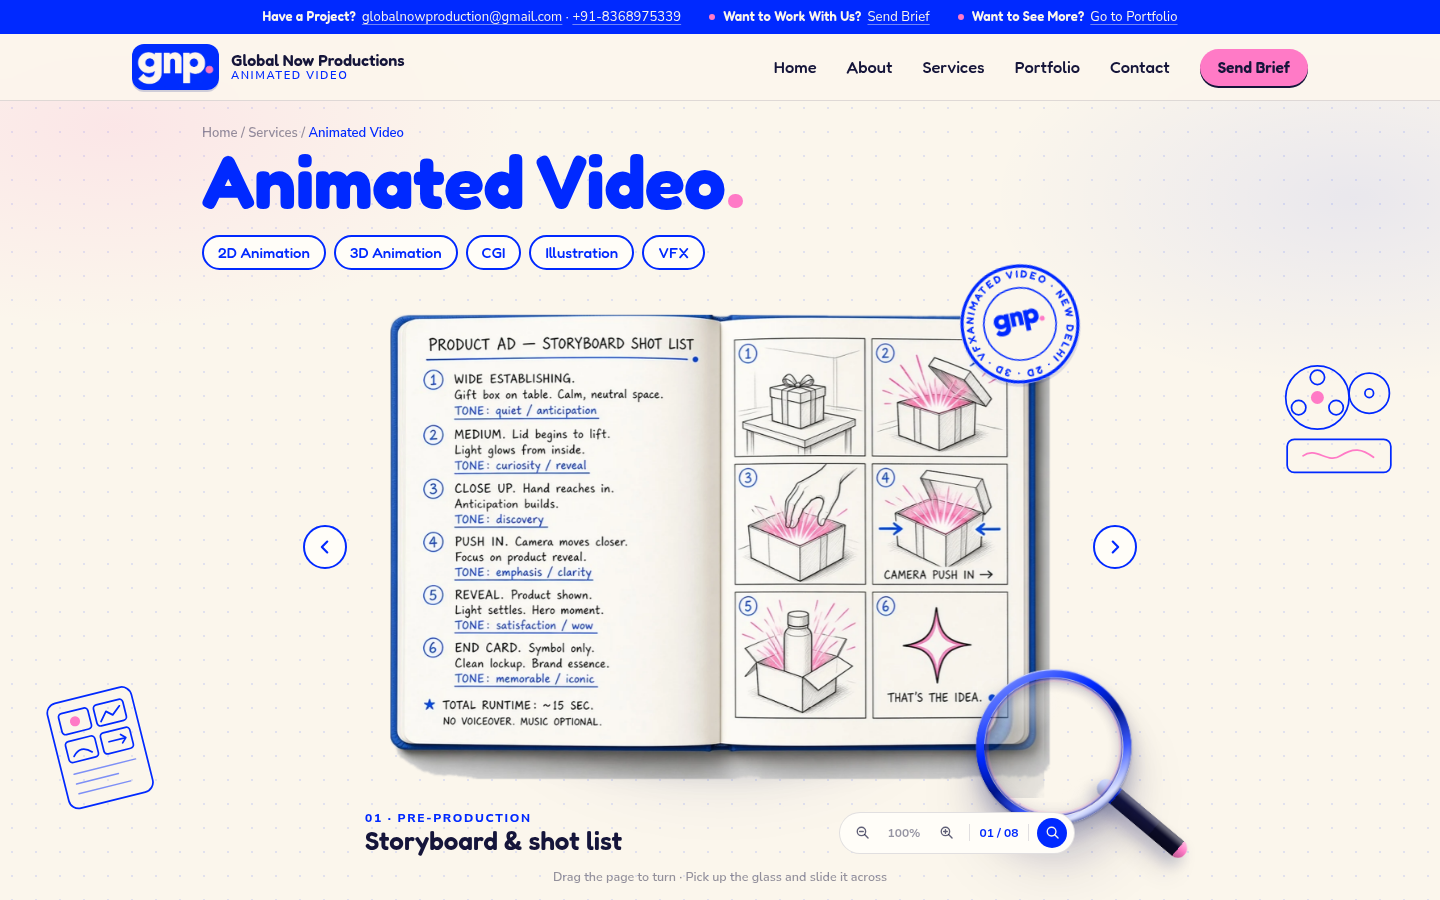 Have a Project? globalnowproduction@gmail.com · +91-8368975339 Want to Work With Us? Send Brief Want to See More? Go to Portfolio
gnp.
Global Now Productions
ANIMATED VIDEO
Home About Services Portfolio Contact Send Brief
Home / Services / Animated Video
Animated Video.
2D Animation 3D Animation CGI Illustration VFX
ANIMATED VIDEO · NEW DELHI · 2D · 3D · VFX
gnp.
PRODUCT AD — STORYBOARD SHOT LIST
1 WIDE ESTABLISHING.
Gift box on table. Calm, neutral space.
TONE: quiet / anticipation
2 MEDIUM. Lid begins to lift.
Light glows from inside.
TONE: curiosity / reveal
3 CLOSE UP. Hand reaches in.
Anticipation builds.
TONE: discovery
4 PUSH IN. Camera moves closer.
Focus on product reveal.
TONE: emphasis / clarity
5 REVEAL. Product shown.
Light settles. Hero moment.
TONE: satisfaction / wow
6 END CARD. Symbol only.
Clean lockup. Brand essence.
TONE: memorable / iconic
★ TOTAL RUNTIME: ~15 SEC.
NO VOICEOVER. MUSIC OPTIONAL.
1 2
3 4
CAMERA PUSH IN →
5 6
THAT'S THE IDEA.
01 · PRE-PRODUCTION
Storyboard & shot list
100% 01 / 08
Drag the page to turn · Pick up the glass and slide it across